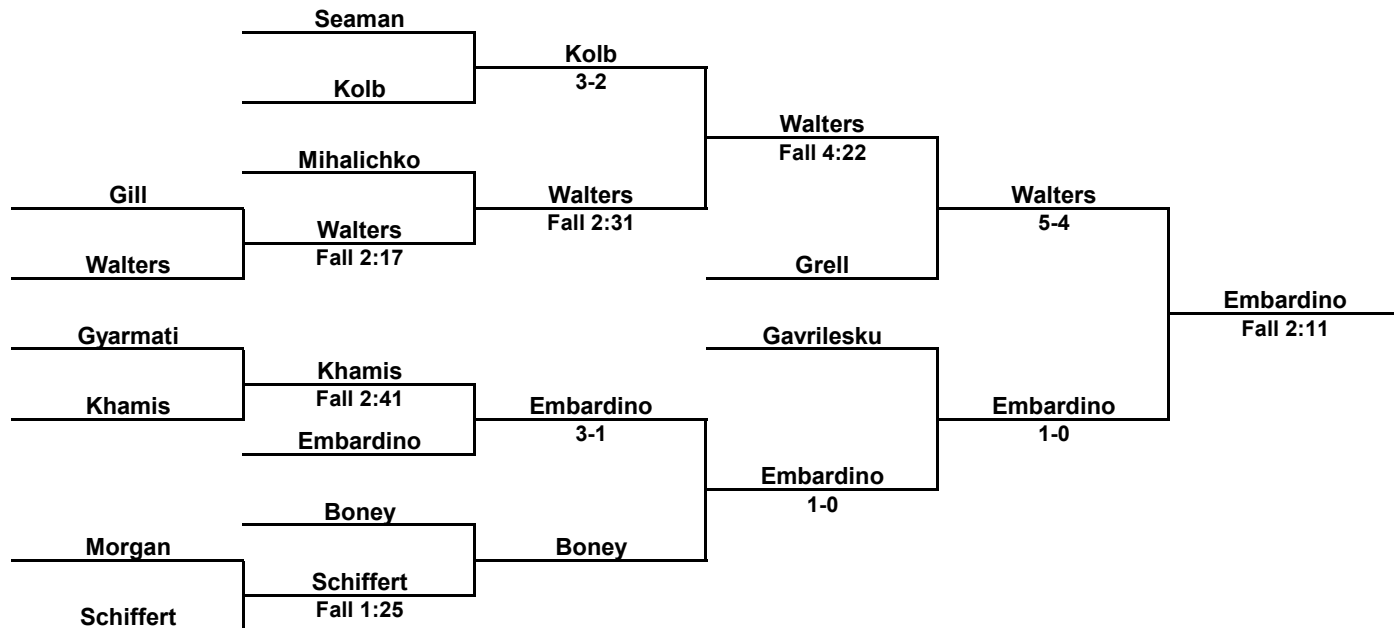 Seaman
Kolb
3-2
Kolb
Walters
Fall 4:22
Mihalichko
Gill
Walters
Fall 2:31
Walters
5-4
Walters
Fall 2:17
Walters
Grell
Embardino
Fall 2:11
Gyarmati
Gavrilesku
Khamis
Fall 2:41
Khamis
Embardino
3-1
Embardino
1-0
Embardino
Embardino
1-0
Boney
Morgan
Boney
Schiffert
Fall 1:25
Schiffert